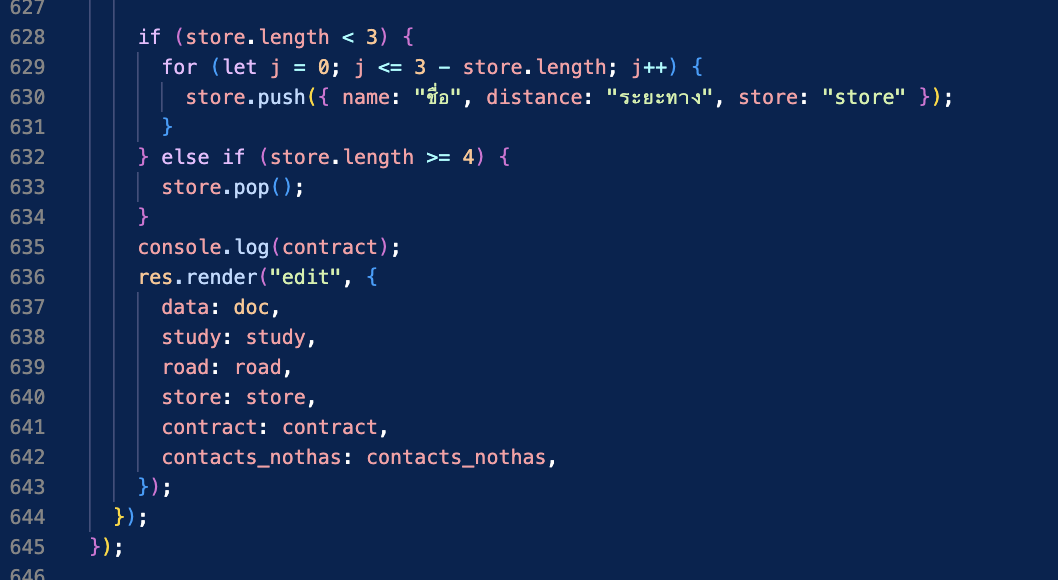 627
628 if (store.length < 3) {
629 for (let j = 0; j <= 3 - store.length; j++) {
630 store.push({ name: "ชื่อ", distance: "ระยะทาง", store: "store" });
631 }
632 } else if (store.length >= 4) {
633 store.pop();
634 }
635 console.log(contract);
636 res.render("edit", {
637 data: doc,
638 study: study,
639 road: road,
640 store: store,
641 contract: contract,
642 contacts_nothas: contacts_nothas,
643 });
644 });
645 });
646